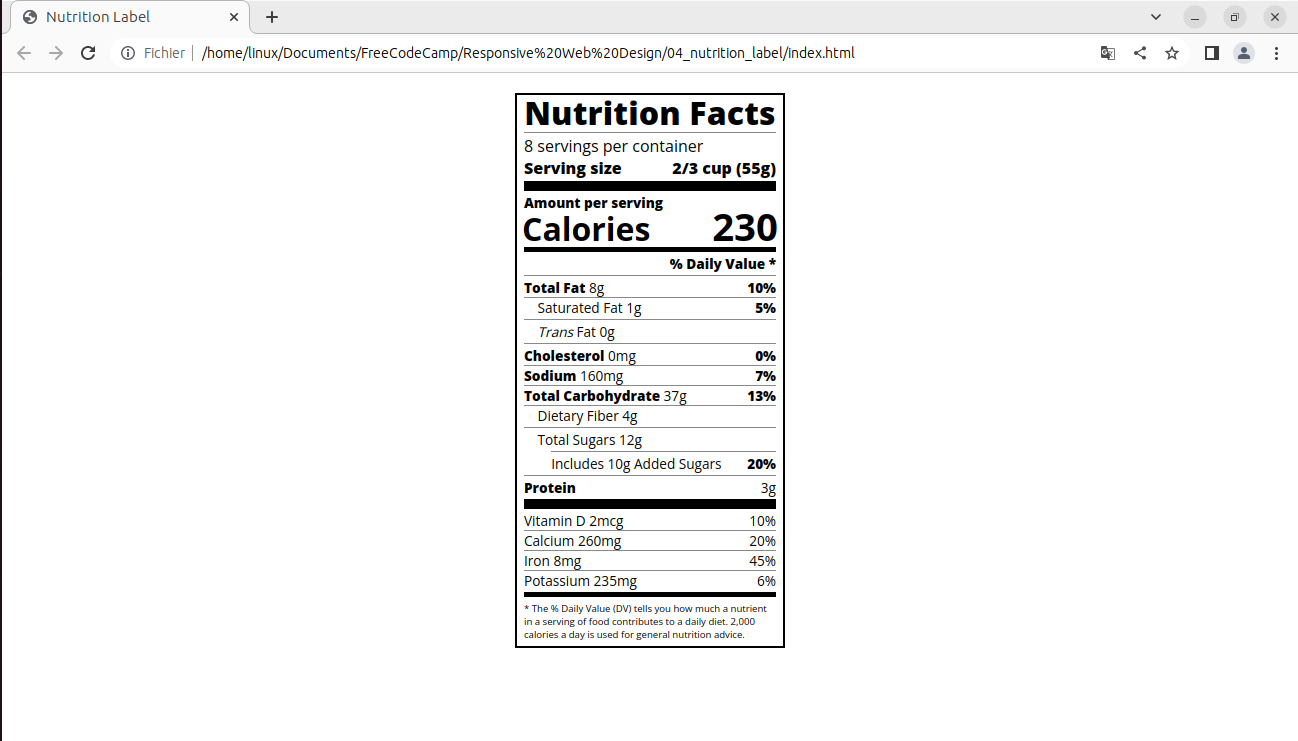 Nutrition Label
Fichier /home/linux/Documents/FreeCodeCamp/Responsive%20Web%20Design/04_nutrition_label/index.html
Nutrition Facts
8 servings per container
Serving size 2/3 cup (55g)
Amount per serving
Calories 230
% Daily Value *
Total Fat 8g 10%
Saturated Fat 1g 5%
Trans Fat 0g
Cholesterol 0mg 0%
Sodium 160mg 7%
Total Carbohydrate 37g 13%
Dietary Fiber 4g
Total Sugars 12g
Includes 10g Added Sugars 20%
Protein 3g
Vitamin D 2mcg 10%
Calcium 260mg 20%
Iron 8mg 45%
Potassium 235mg 6%
* The % Daily Value (DV) tells you how much a nutrient
in a serving of food contributes to a daily diet. 2,000
calories a day is used for general nutrition advice.